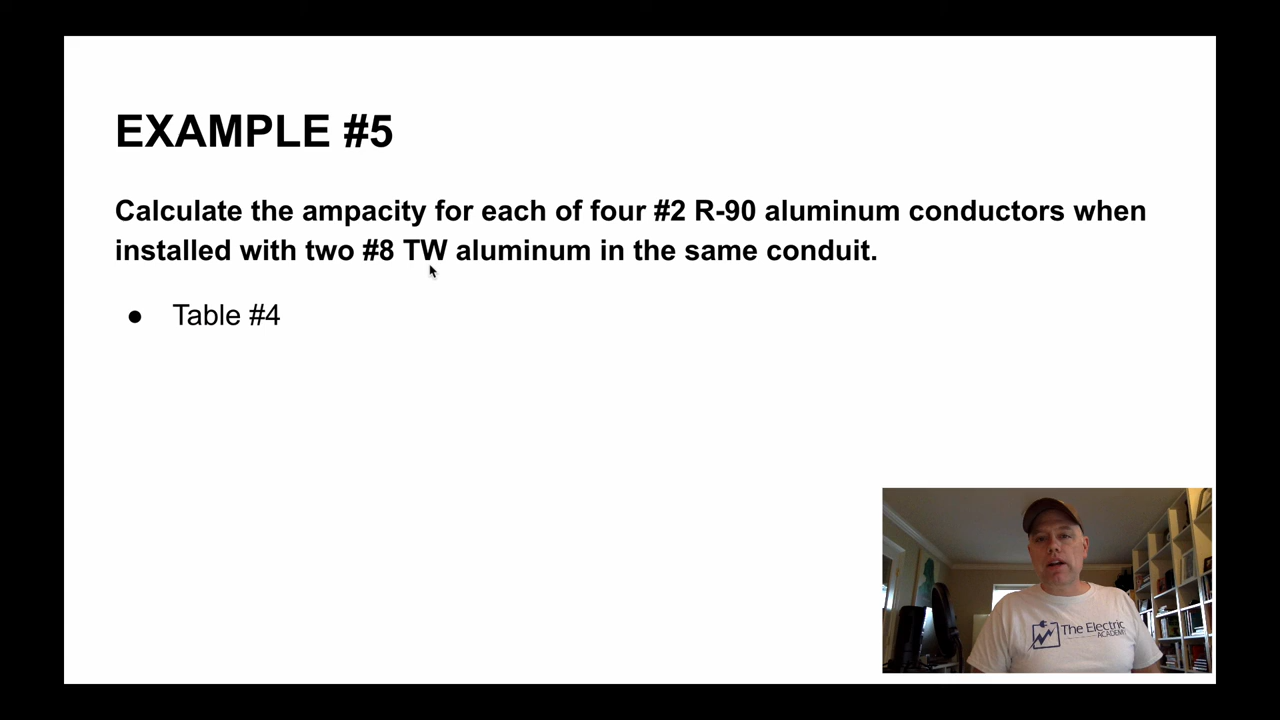 EXAMPLE #5
Calculate the ampacity for each of four #2 R-90 aluminum conductors when
installed with two #8 TW aluminum in the same conduit.
● Table #4
The Electric
ACADEMY